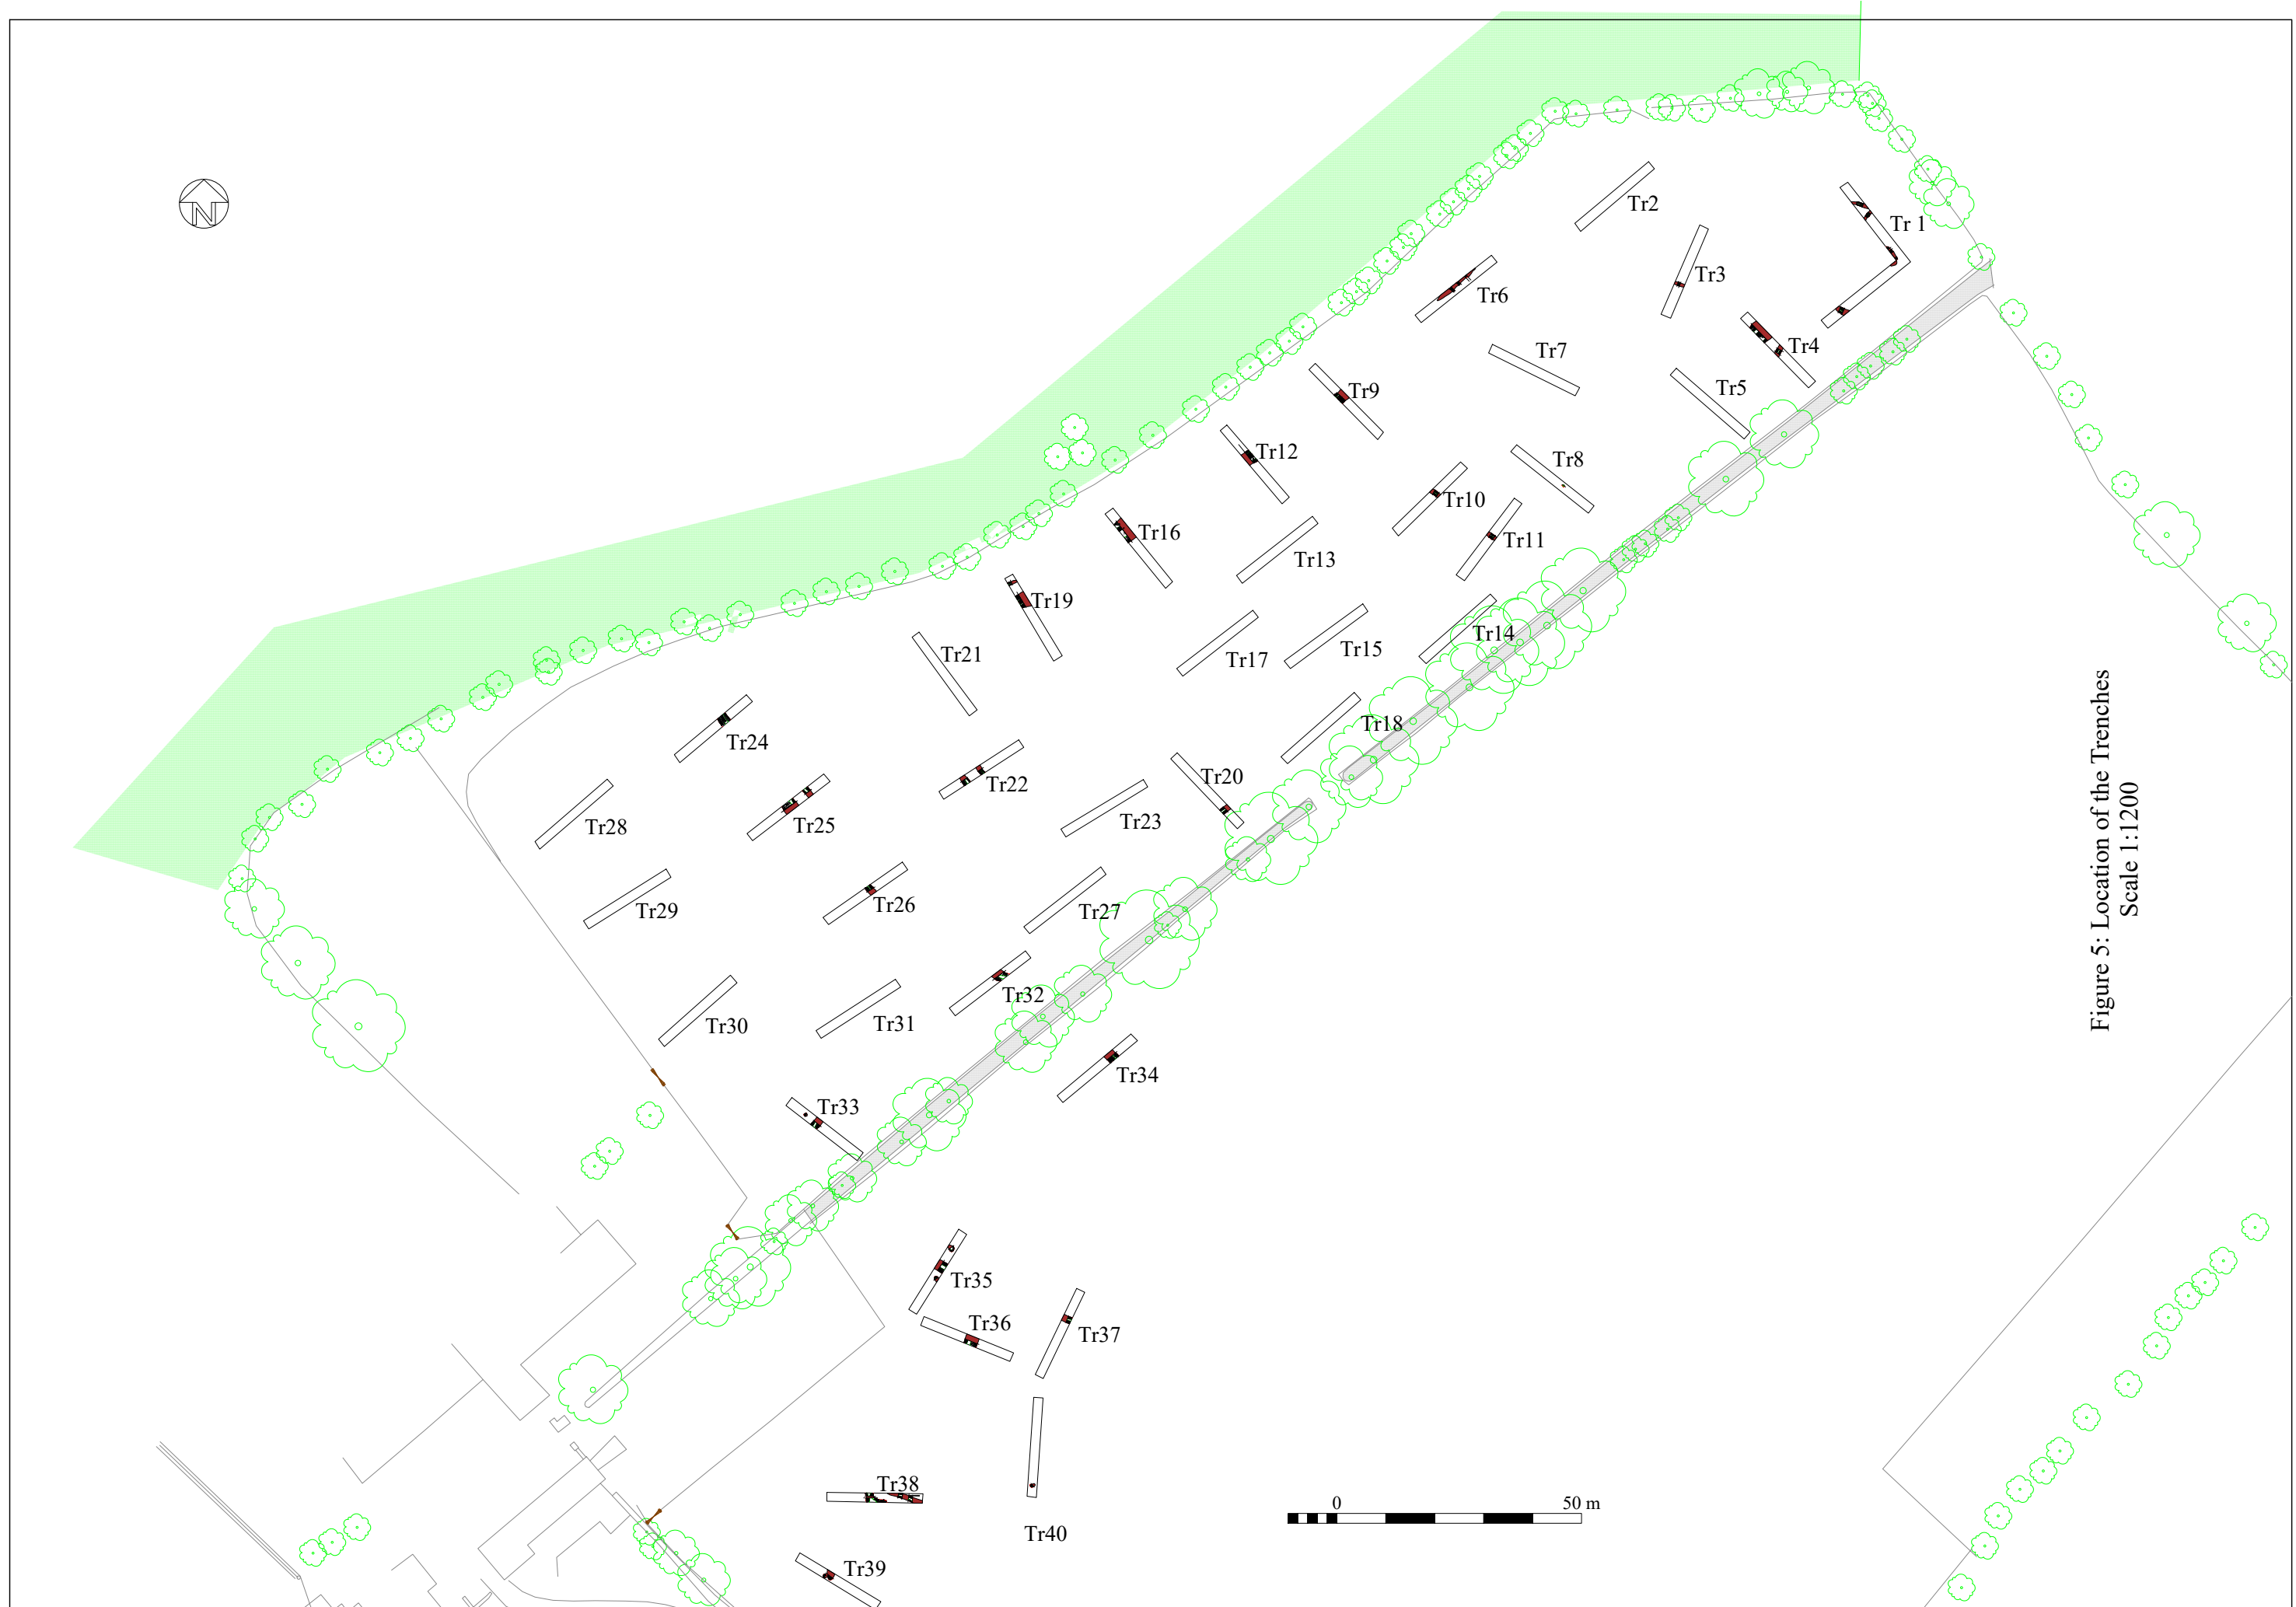 N
Tr2
Tr 1
Tr3
Tr6
Tr4
Tr7
Tr5
Tr9
Tr12
Tr8
Tr10
Tr16
Tr11
Tr13
Tr19
Tr14
Tr15
Tr21
Tr17
Tr18
Tr24
Tr22
Tr20
Tr23
Tr28
Tr25
Tr26
Tr29
Tr27
Tr32
Tr31
Tr30
Tr34
Tr33
Tr35
Tr36
Tr37
Tr38
Tr40
Tr39
0 50 m
Figure 5: Location of the Trenches
Scale 1:1200